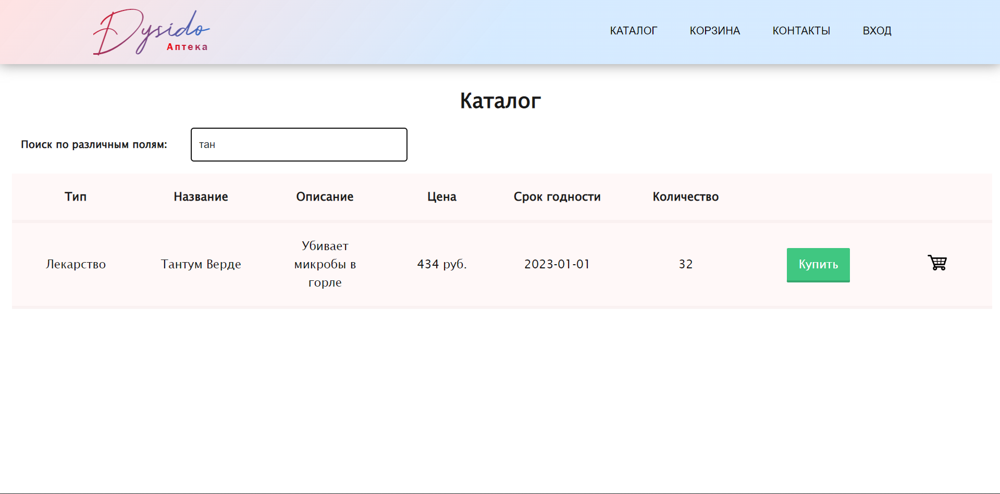 Dysido
Аптека
КАТАЛОГ КОРЗИНА КОНТАКТЫ ВХОД
Каталог
Поиск по различным полям: тан
Тип Название Описание Цена Срок годности Количество
Лекарство Тантум Верде Убивает микробы в горле 434 руб. 2023-01-01 32 Купить